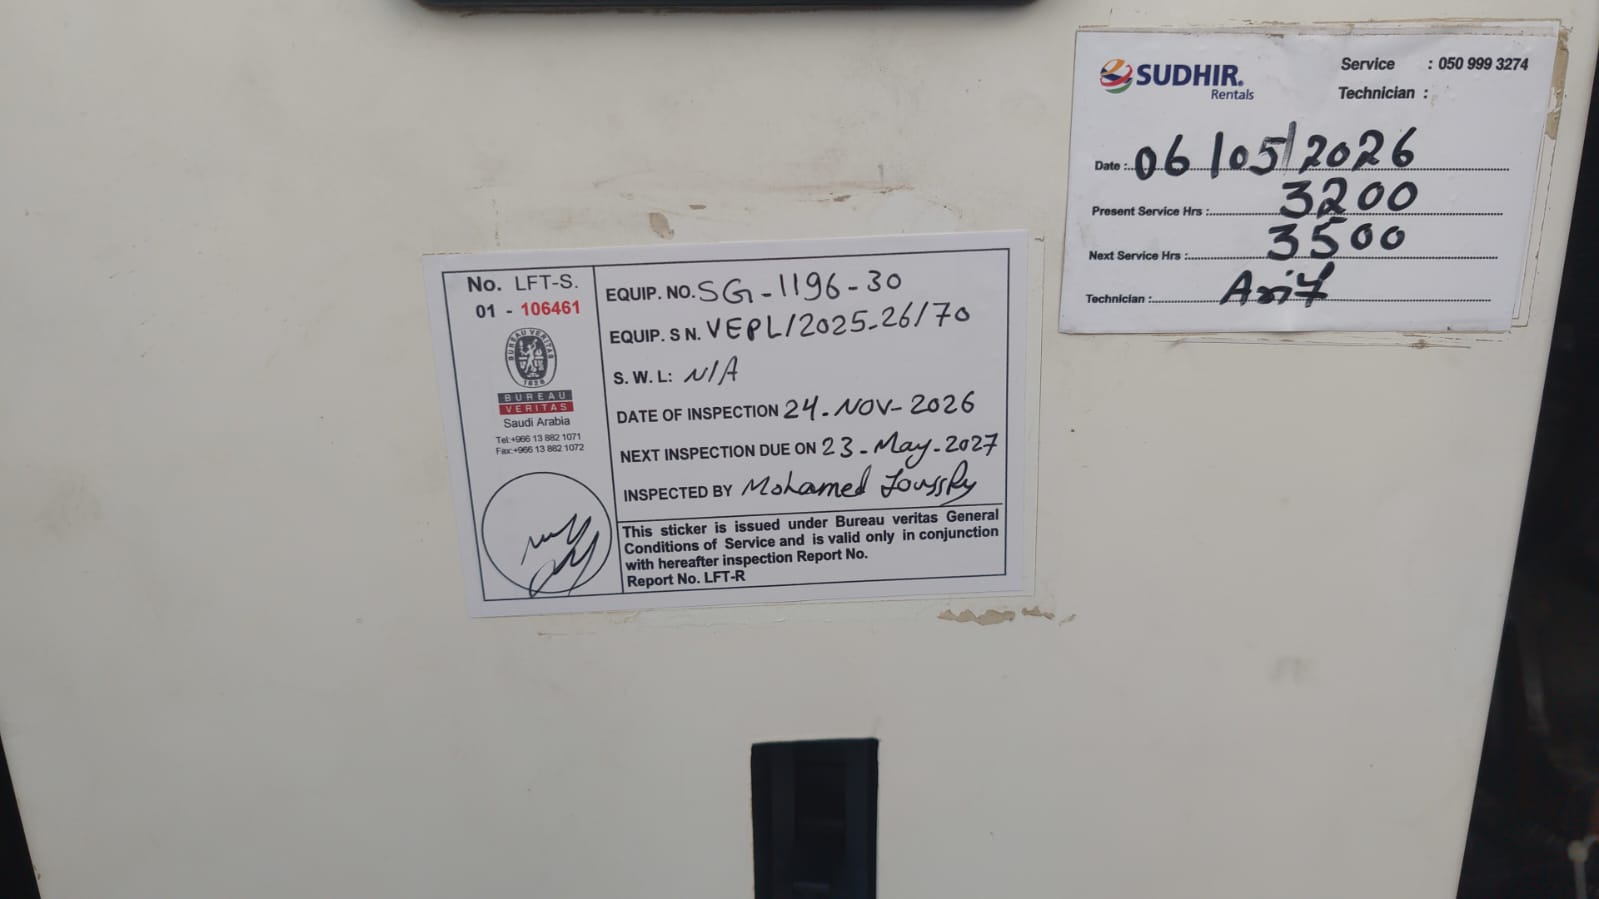 No. LFT-S.
01 - 106461
BUREAU VERITAS
1828
BUREAU
VERITAS
Saudi Arabia
Tel:+966 13 882 1071
Fax:+966 13 882 1072
EQUIP. NO. SG-1196-30
EQUIP. S N. VEPL/2025-26/70
S. W. L: N/A
DATE OF INSPECTION 24-NOV-2026
NEXT INSPECTION DUE ON 23-May-2027
INSPECTED BY Mohamed
This sticker is issued under Bureau veritas General
Conditions of Service and is valid only in conjunction
with hereafter inspection Report No.
Report No. LFT-R
SUDHIR.
Rentals
Service : 050 999 3274
Technician :
Date : 06/05/2026
Present Service Hrs : 3200
Next Service Hrs : 3500
Technician :